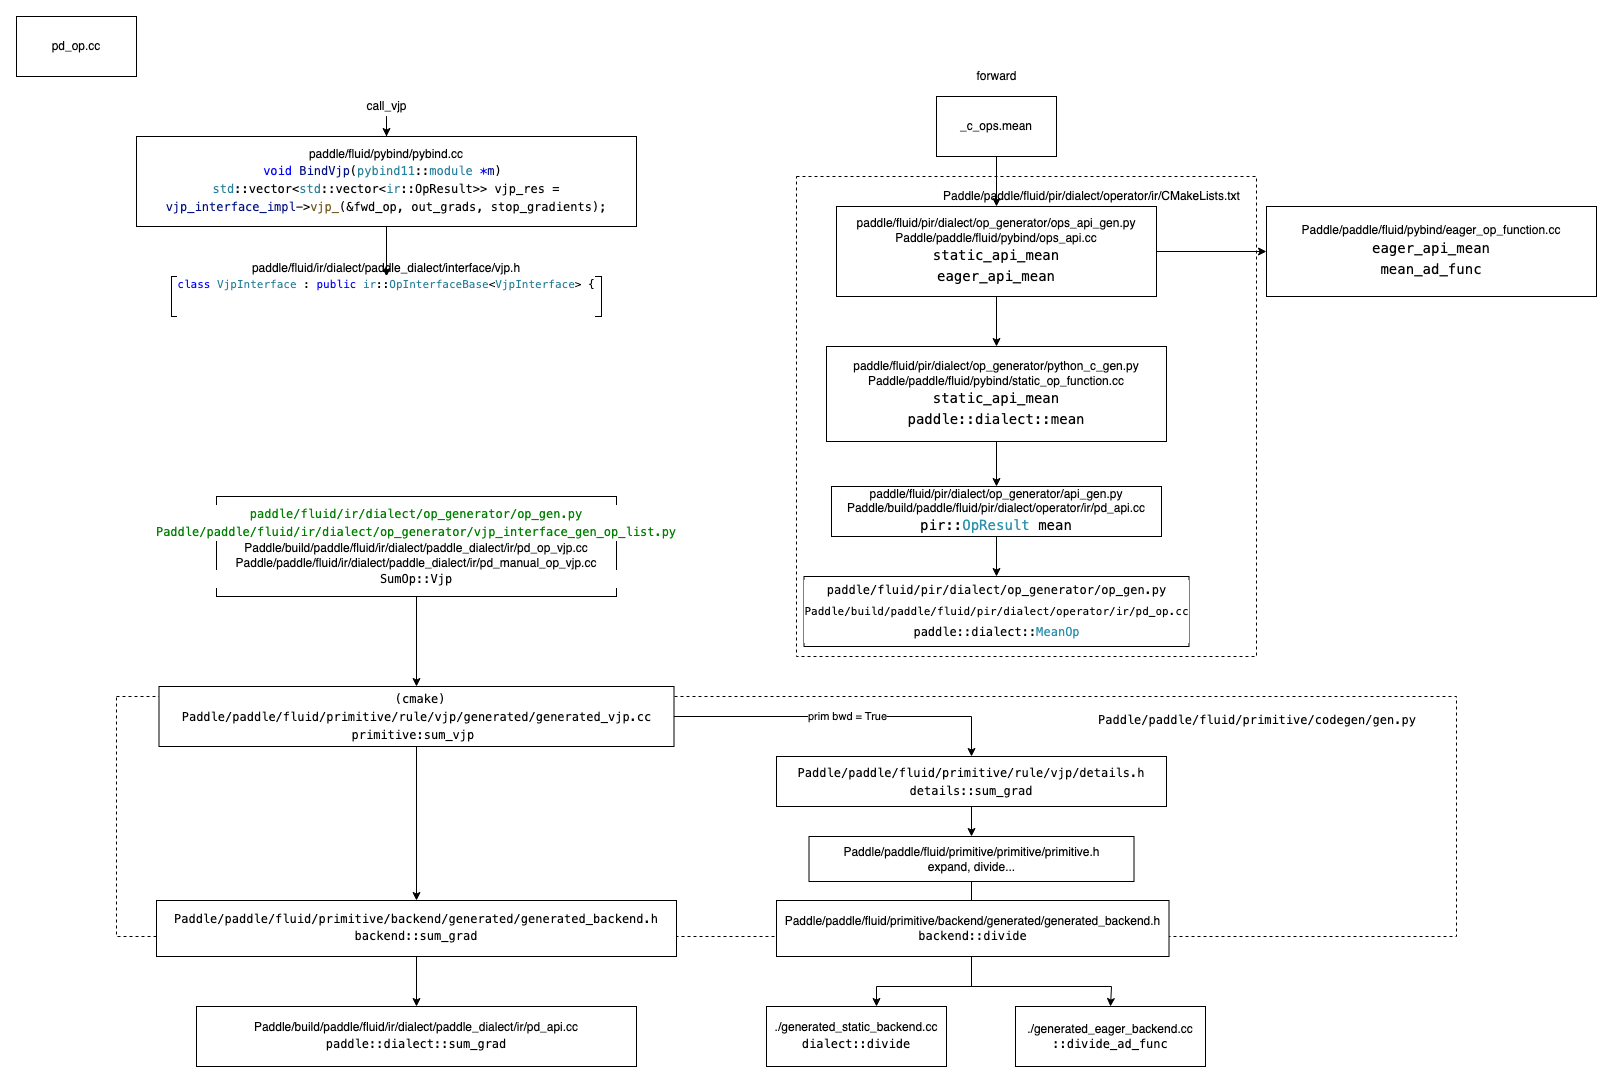 pd_op.cc
call_vjp
paddle/fluid/pybind/pybind.cc
void BindVjp(pybind11::module *m)
std::vector<std::vector<ir::OpResult>> vjp_res =
vjp_interface_impl->vjp_(&fwd_op, out_grads, stop_gradients);
paddle/fluid/ir/dialect/paddle_dialect/interface/vjp.h
class VjpInterface : public ir::OpInterfaceBase<VjpInterface> {
paddle/fluid/ir/dialect/op_generator/op_gen.py
Paddle/paddle/fluid/ir/dialect/op_generator/vjp_interface_gen_op_list.py
Paddle/build/paddle/fluid/ir/dialect/paddle_dialect/ir/pd_op_vjp.cc
Paddle/paddle/fluid/ir/dialect/paddle_dialect/ir/pd_manual_op_vjp.cc
SumOp::Vjp
forward
_c_ops.mean
Paddle/paddle/fluid/pir/dialect/operator/ir/CMakeLists.txt
paddle/fluid/pir/dialect/op_generator/ops_api_gen.py
Paddle/paddle/fluid/pybind/ops_api.cc
static_api_mean
eager_api_mean
Paddle/paddle/fluid/pybind/eager_op_function.cc
eager_api_mean
mean_ad_func
paddle/fluid/pir/dialect/op_generator/python_c_gen.py
Paddle/paddle/fluid/pybind/static_op_function.cc
static_api_mean
paddle::dialect::mean
paddle/fluid/pir/dialect/op_generator/api_gen.py
Paddle/build/paddle/fluid/pir/dialect/operator/ir/pd_api.cc
pir::OpResult mean
paddle/fluid/pir/dialect/op_generator/op_gen.py
Paddle/build/paddle/fluid/pir/dialect/operator/ir/pd_op.cc
paddle::dialect::MeanOp
(cmake)
Paddle/paddle/fluid/primitive/rule/vjp/generated/generated_vjp.cc
primitive:sum_vjp
prim bwd = True
Paddle/paddle/fluid/primitive/codegen/gen.py
Paddle/paddle/fluid/primitive/rule/vjp/details.h
details::sum_grad
Paddle/paddle/fluid/primitive/primitive/primitive.h
expand, divide...
Paddle/paddle/fluid/primitive/backend/generated/generated_backend.h
backend::sum_grad
Paddle/paddle/fluid/primitive/backend/generated/generated_backend.h
backend::divide
Paddle/build/paddle/fluid/ir/dialect/paddle_dialect/ir/pd_api.cc
paddle::dialect::sum_grad
./generated_static_backend.cc
dialect::divide
./generated_eager_backend.cc
::divide_ad_func